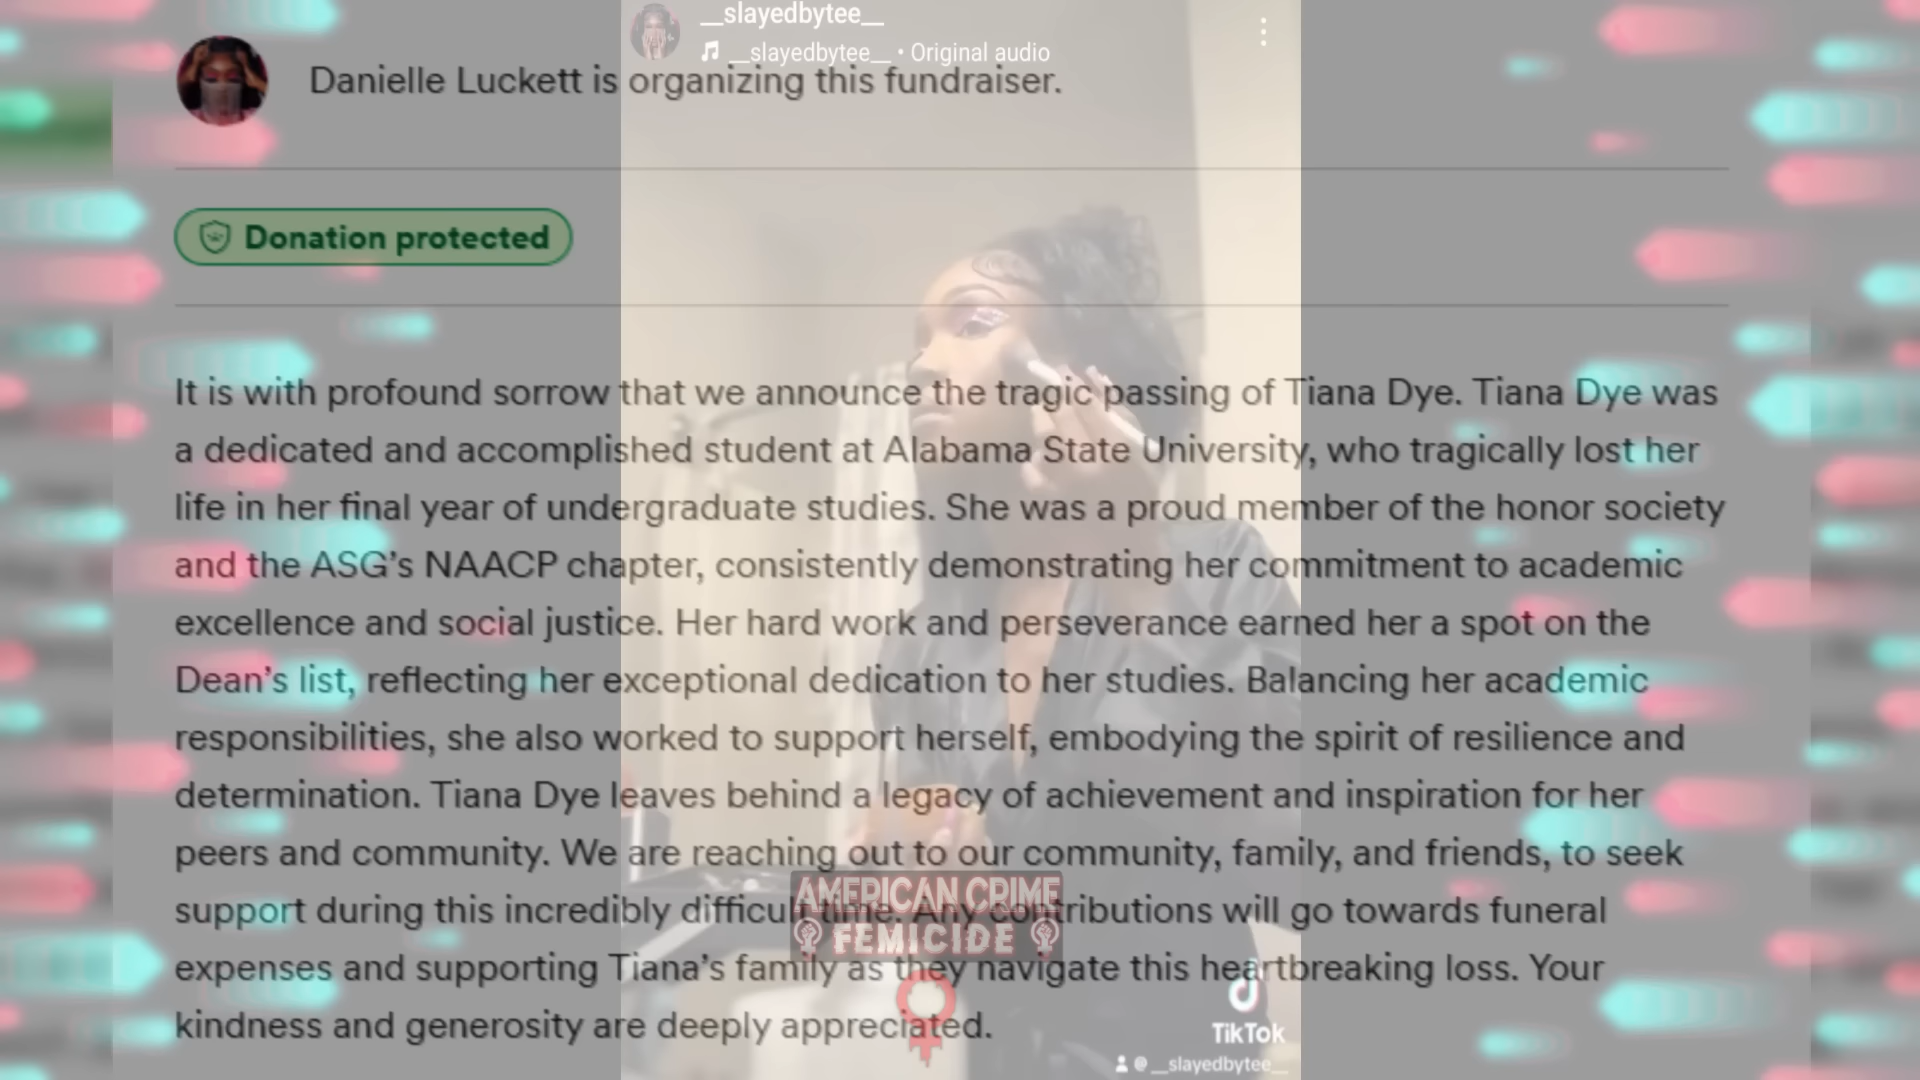 __slayedbytee__
__slayedbytee__ • Original audio
Danielle Luckett is organizing this fundraiser.
Donation protected
It is with profound sorrow that we announce the tragic passing of Tiana Dye. Tiana Dye was
a dedicated and accomplished student at Alabama State University, who tragically lost her
life in her final year of undergraduate studies. She was a proud member of the honor society
and the ASG’s NAACP chapter, consistently demonstrating her commitment to academic
excellence and social justice. Her hard work and perseverance earned her a spot on the
Dean’s list, reflecting her exceptional dedication to her studies. Balancing her academic
responsibilities, she also worked to support herself, embodying the spirit of resilience and
determination. Tiana Dye leaves behind a legacy of achievement and inspiration for her
peers and community. We are reaching out to our community, family, and friends, to seek
support during this incredibly Any contributions will go towards funeral
expenses and supporting Tiana’s family as they navigate this heartbreaking loss. Your
kindness and generosity are deeply appreciated.
AMERICAN CRIME
FEMICIDE
TikTok
@__slayedbytee__